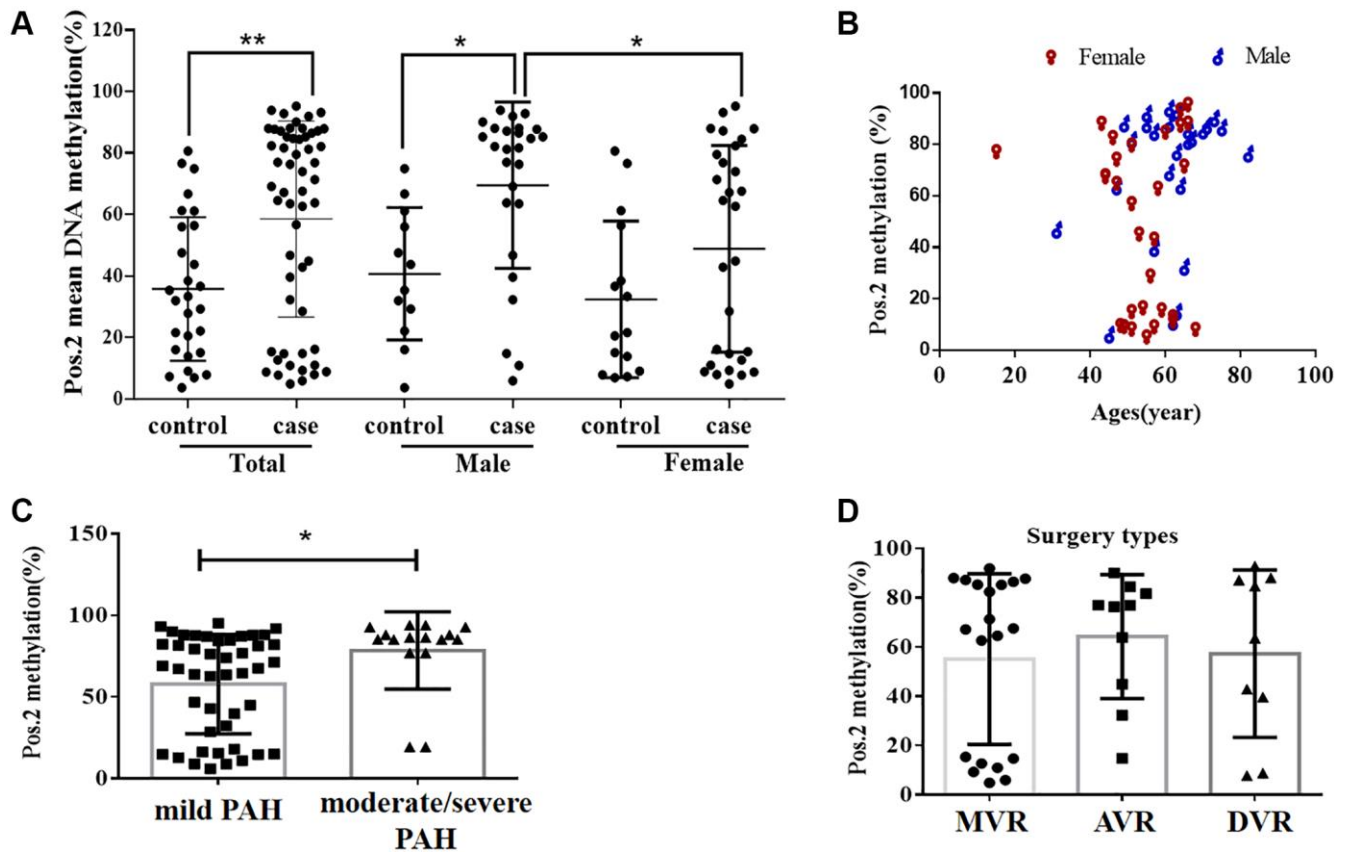 A
Pos.2 mean DNA methylation(%)
120
100
80
60
40
20
0
**
*
*
control case control case control case
Total Male Female
B
Female Male
Pos.2 methylation (%)
100
80
60
40
20
0
0 20 40 60 80 100
Ages(year)
C
Pos.2 methylation(%)
150
100
50
0
*
mild PAH moderate/severe
PAH
D
Surgery types
Pos.2 methylation(%)
100
80
60
40
20
0
MVR AVR DVR